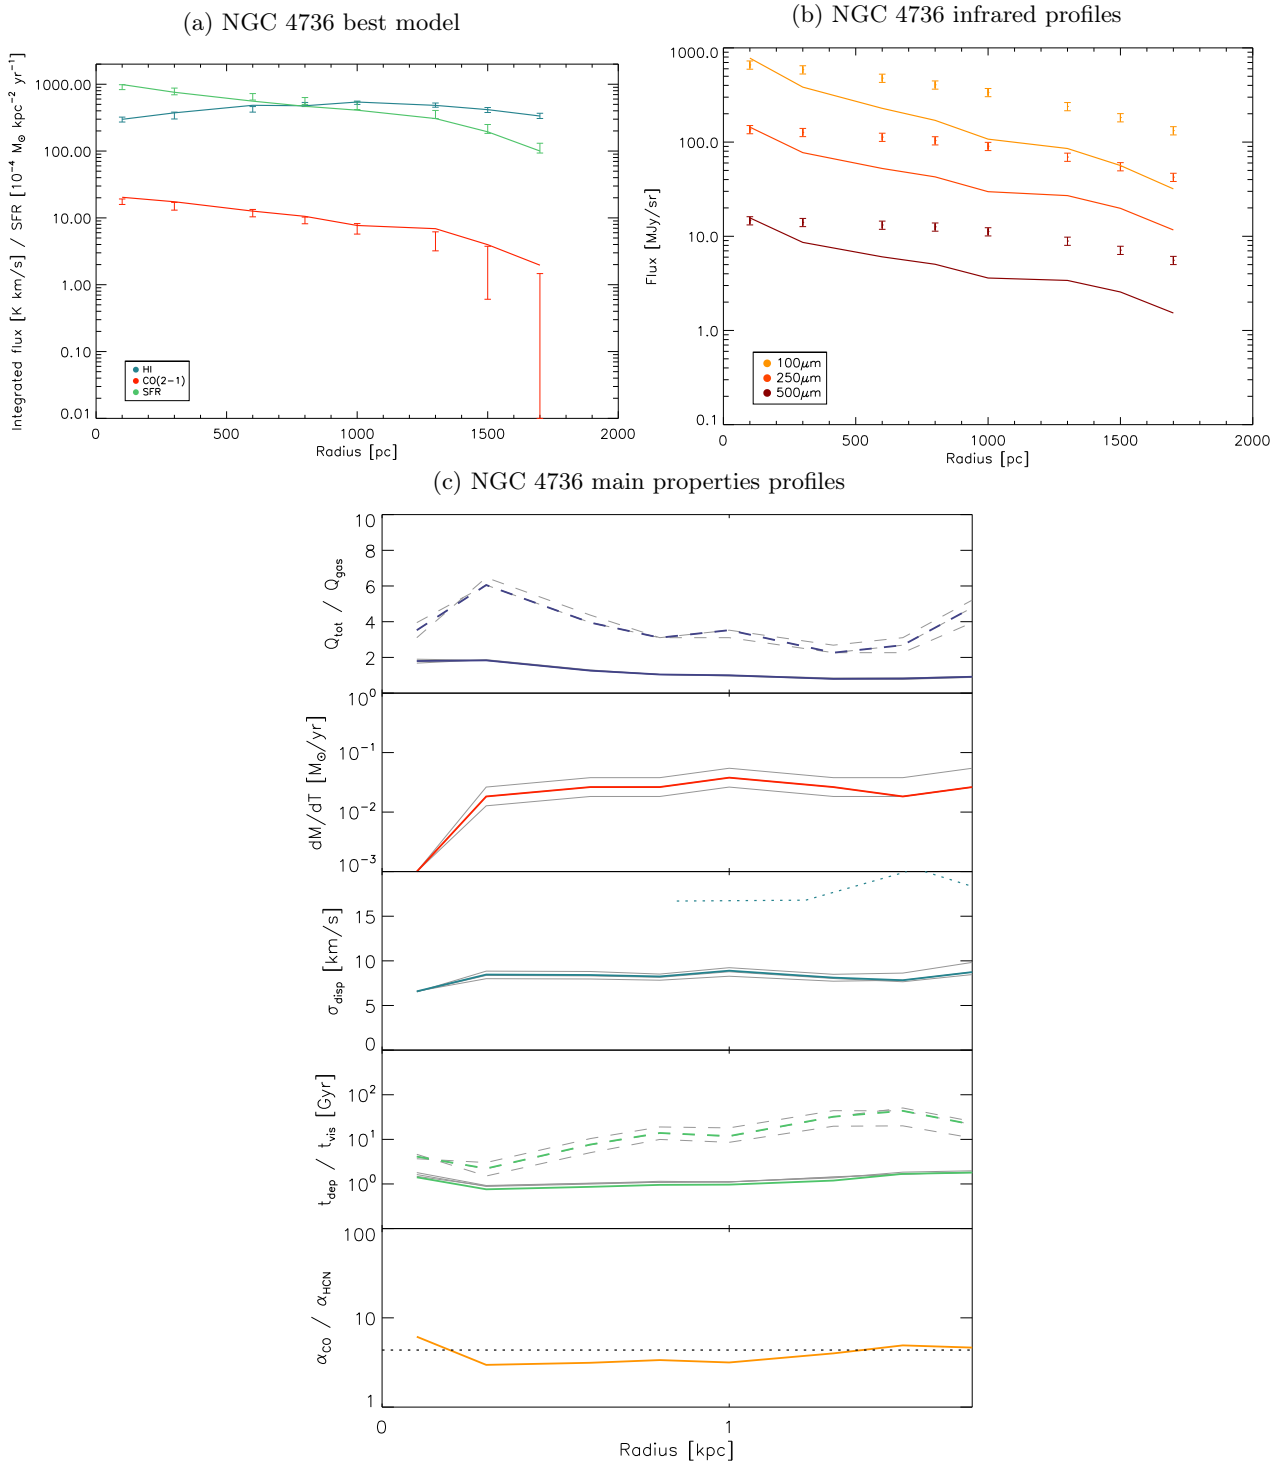 (a) NGC 4736 best model
Integrated flux [K km/s] / SFR [10⁻⁴ M⊙ kpc⁻² yr⁻¹]
1000.00
100.00
10.00
1.00
0.10
0.01
HI
CO(2-1)
SFR
0 500 1000 1500 2000
Radius [pc]
(b) NGC 4736 infrared profiles
Flux [MJy/sr]
1000.0
100.0
10.0
1.0
0.1
100μm
250μm
500μm
0 500 1000 1500 2000
Radius [pc]
(c) NGC 4736 main properties profiles
Q_tot / Q_gas
10
8
6
4
2
dM/dT [M⊙/yr]
10⁰
10⁻¹
10⁻²
10⁻³
σ_disp [km/s]
15
10
5
0
t_dep / t_vis [Gyr]
10²
10¹
10⁰
α_CO / α_HCN
100
10
1
0 1
Radius [kpc]